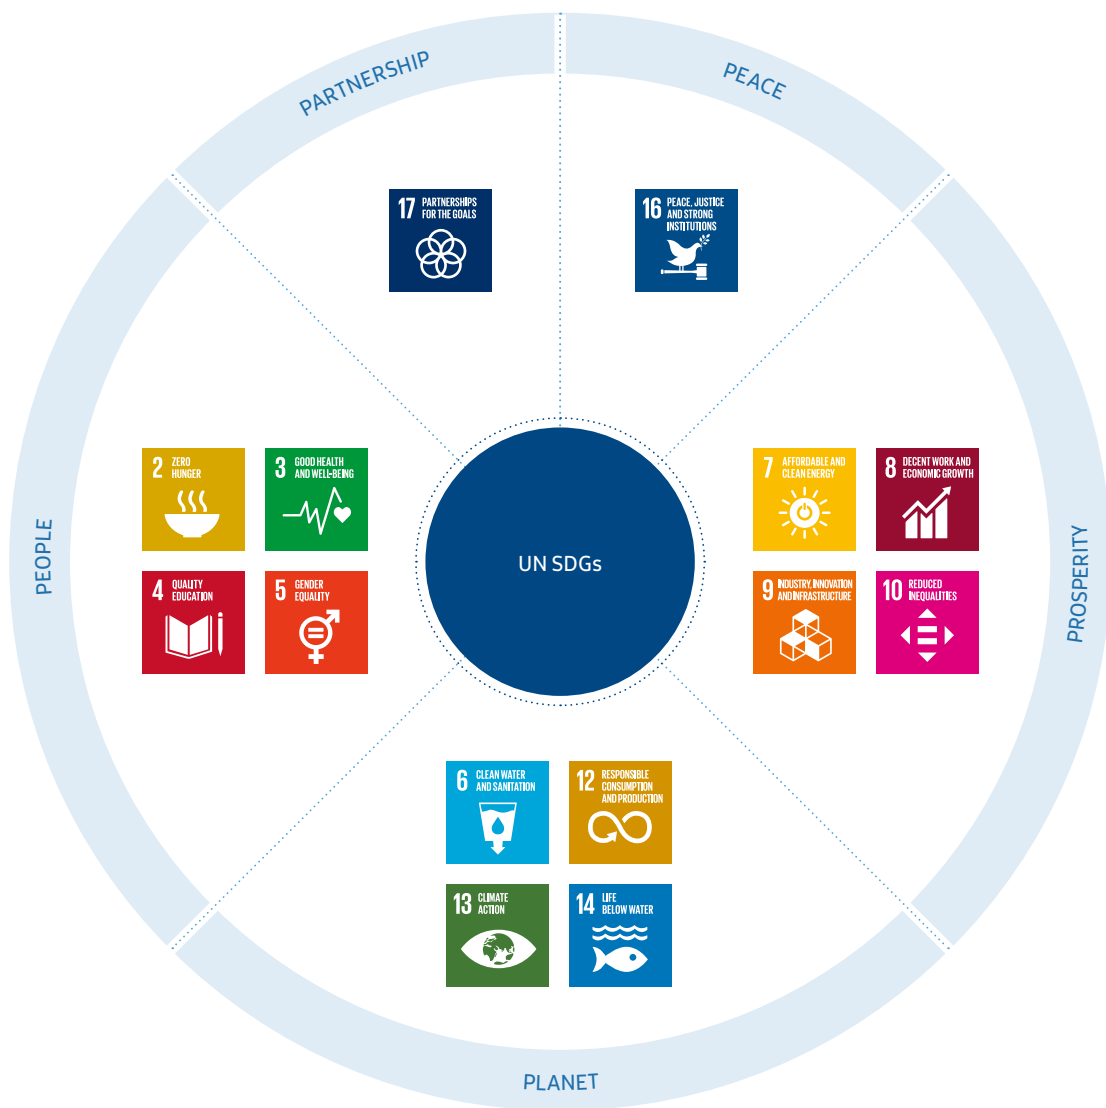 PARTNERSHIP
PEACE
17 PARTNERSHIPS
FOR THE GOALS
16 PEACE, JUSTICE
AND STRONG
INSTITUTIONS
PEOPLE
2 ZERO
HUNGER
3 GOOD HEALTH
AND WELL-BEING
4 QUALITY
EDUCATION
5 GENDER
EQUALITY
UN SDGs
7 AFFORDABLE AND
CLEAN ENERGY
8 DECENT WORK AND
ECONOMIC GROWTH
9 INDUSTRY, INNOVATION
AND INFRASTRUCTURE
10 REDUCED
INEQUALITIES
PROSPERITY
6 CLEAN WATER
AND SANITATION
12 RESPONSIBLE
CONSUMPTION
AND PRODUCTION
13 CLIMATE
ACTION
14 LIFE
BELOW WATER
PLANET